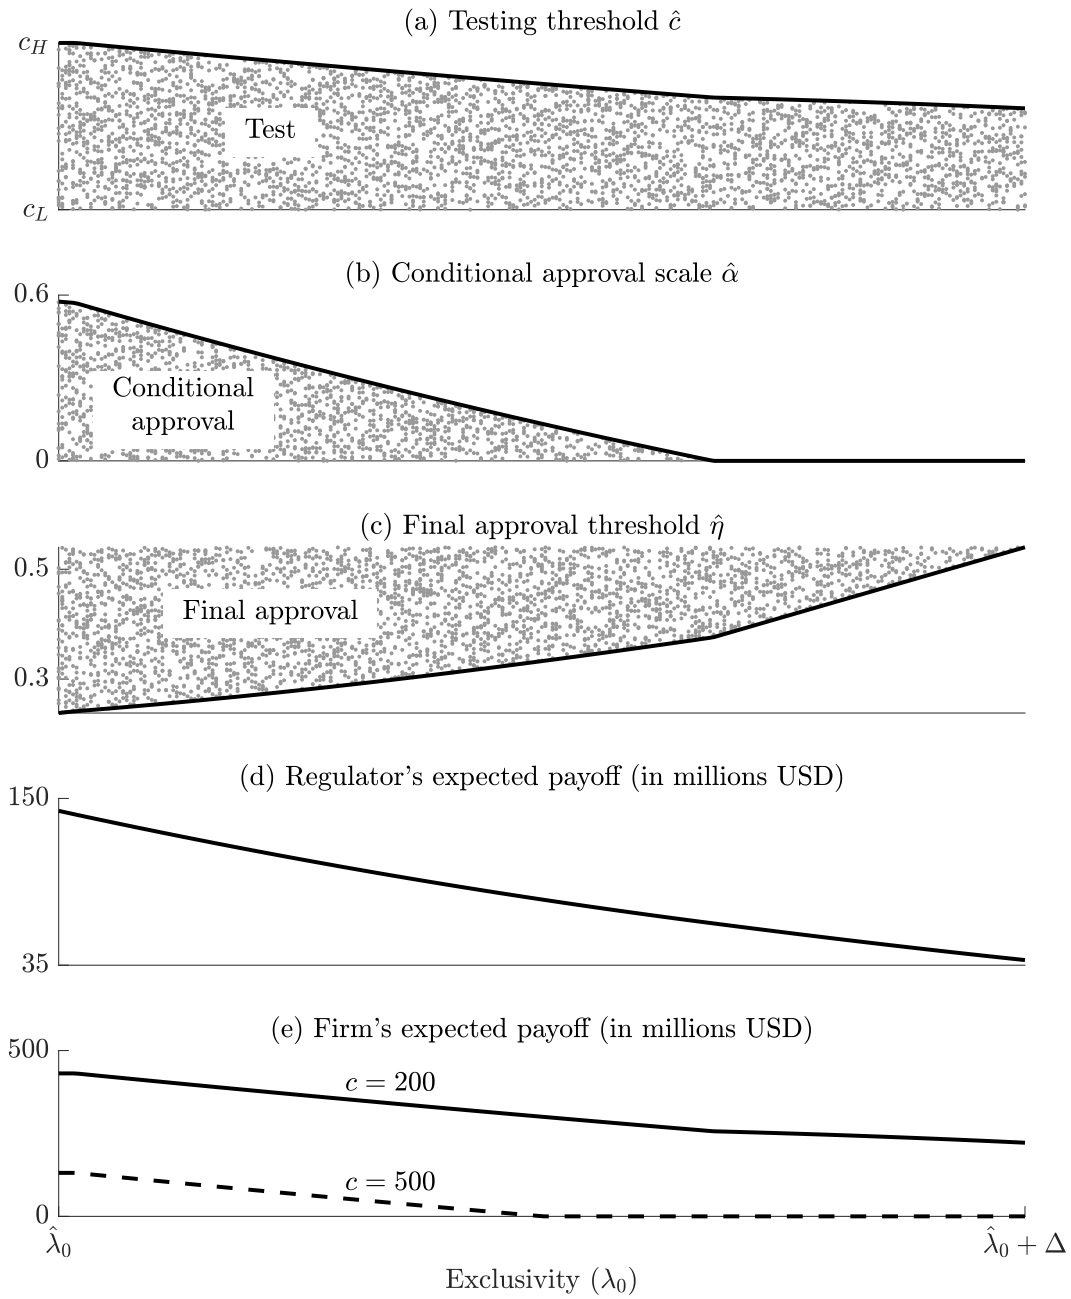 (a) Testing threshold ĉ
c_H
Test
c_L
(b) Conditional approval scale α̂
0.6
Conditional
approval
0
(c) Final approval threshold η̂
0.5
Final approval
0.3
(d) Regulator's expected payoff (in millions USD)
150
35
(e) Firm's expected payoff (in millions USD)
500
c = 200
c = 500
0
λ̂₀
λ̂₀ + Δ
Exclusivity (λ₀)